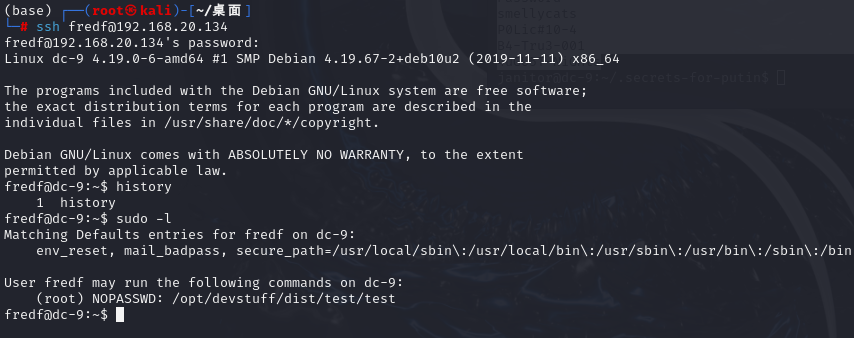 (base) ┌──(root㉿kali)-[~/桌面]
└─# ssh fredf@192.168.20.134
fredf@192.168.20.134's password:
Linux dc-9 4.19.0-6-amd64 #1 SMP Debian 4.19.67-2+deb10u2 (2019-11-11) x86_64
The programs included with the Debian GNU/Linux system are free software;
the exact distribution terms for each program are described in the
individual files in /usr/share/doc/*/copyright.
Debian GNU/Linux comes with ABSOLUTELY NO WARRANTY, to the extent
permitted by applicable law.
fredf@dc-9:~$ history
    1  history
fredf@dc-9:~$ sudo -l
Matching Defaults entries for fredf on dc-9:
    env_reset, mail_badpass, secure_path=/usr/local/sbin\:/usr/local/bin\:/usr/sbin\:/usr/bin\:/sbin\:/bin
User fredf may run the following commands on dc-9:
    (root) NOPASSWD: /opt/devstuff/dist/test/test
fredf@dc-9:~$
smellycats
janitor@dc-9:~/.secrets-for-putin$